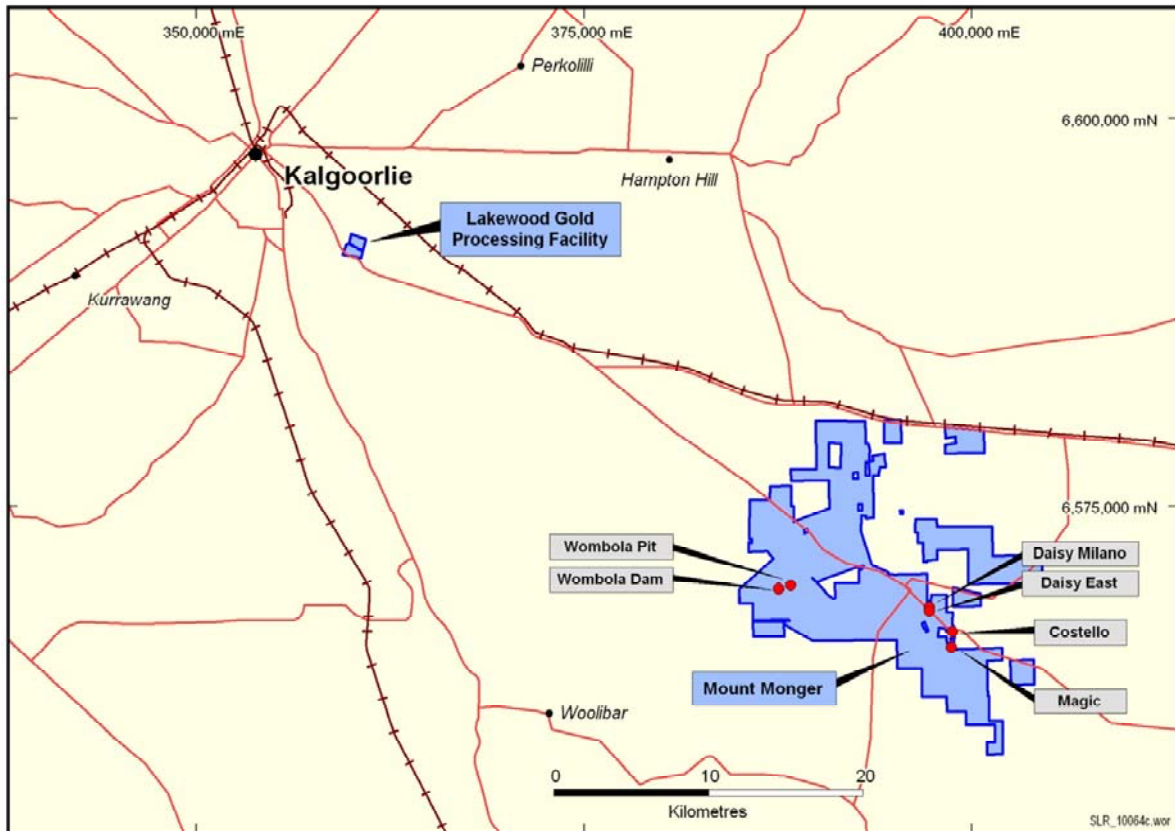 350,000 mE
375,000 mE
400,000 mE
Perkolilli
6,600,000 mN
Kalgoorlie
Hampton Hill
Lakewood Gold
Processing Facility
Kurrawang
6,575,000 mN
Wombola Pit
Daisy Milano
Wombola Dam
Daisy East
Costello
Mount Monger
Magic
Woolibar
0 10 20
Kilometres
SLR_10064c.wor